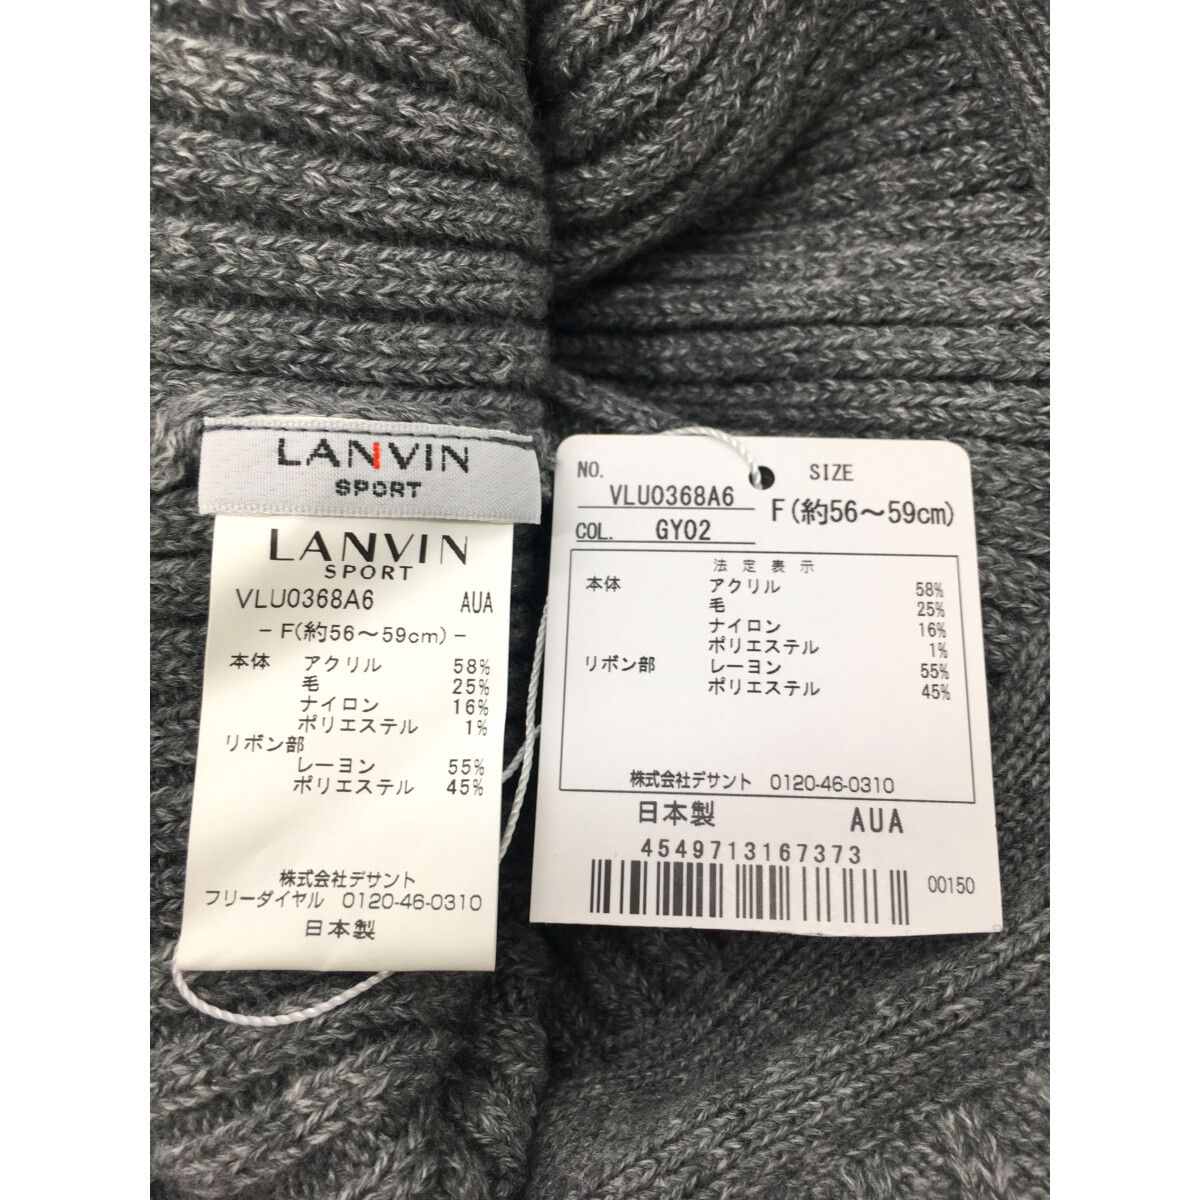 LANVIN
SPORT
LANVIN
SPORT
VLU0368A6 AUA
- F(約56～59cm) -
本体 アクリル 58%
毛 25%
ナイロン 16%
ポリエステル 1%
リボン部
レーヨン 55%
ポリエステル 45%
株式会社デサント
フリーダイヤル 0120-46-0310
日本製
NO. SIZE
VLU0368A6 F(約56～59cm)
COL. GY02
法定表示
本体 アクリル 58%
毛 25%
ナイロン 16%
ポリエステル 1%
リボン部 レーヨン 55%
ポリエステル 45%
株式会社デサント 0120-46-0310
日本製 AUA
4549713167373
00150